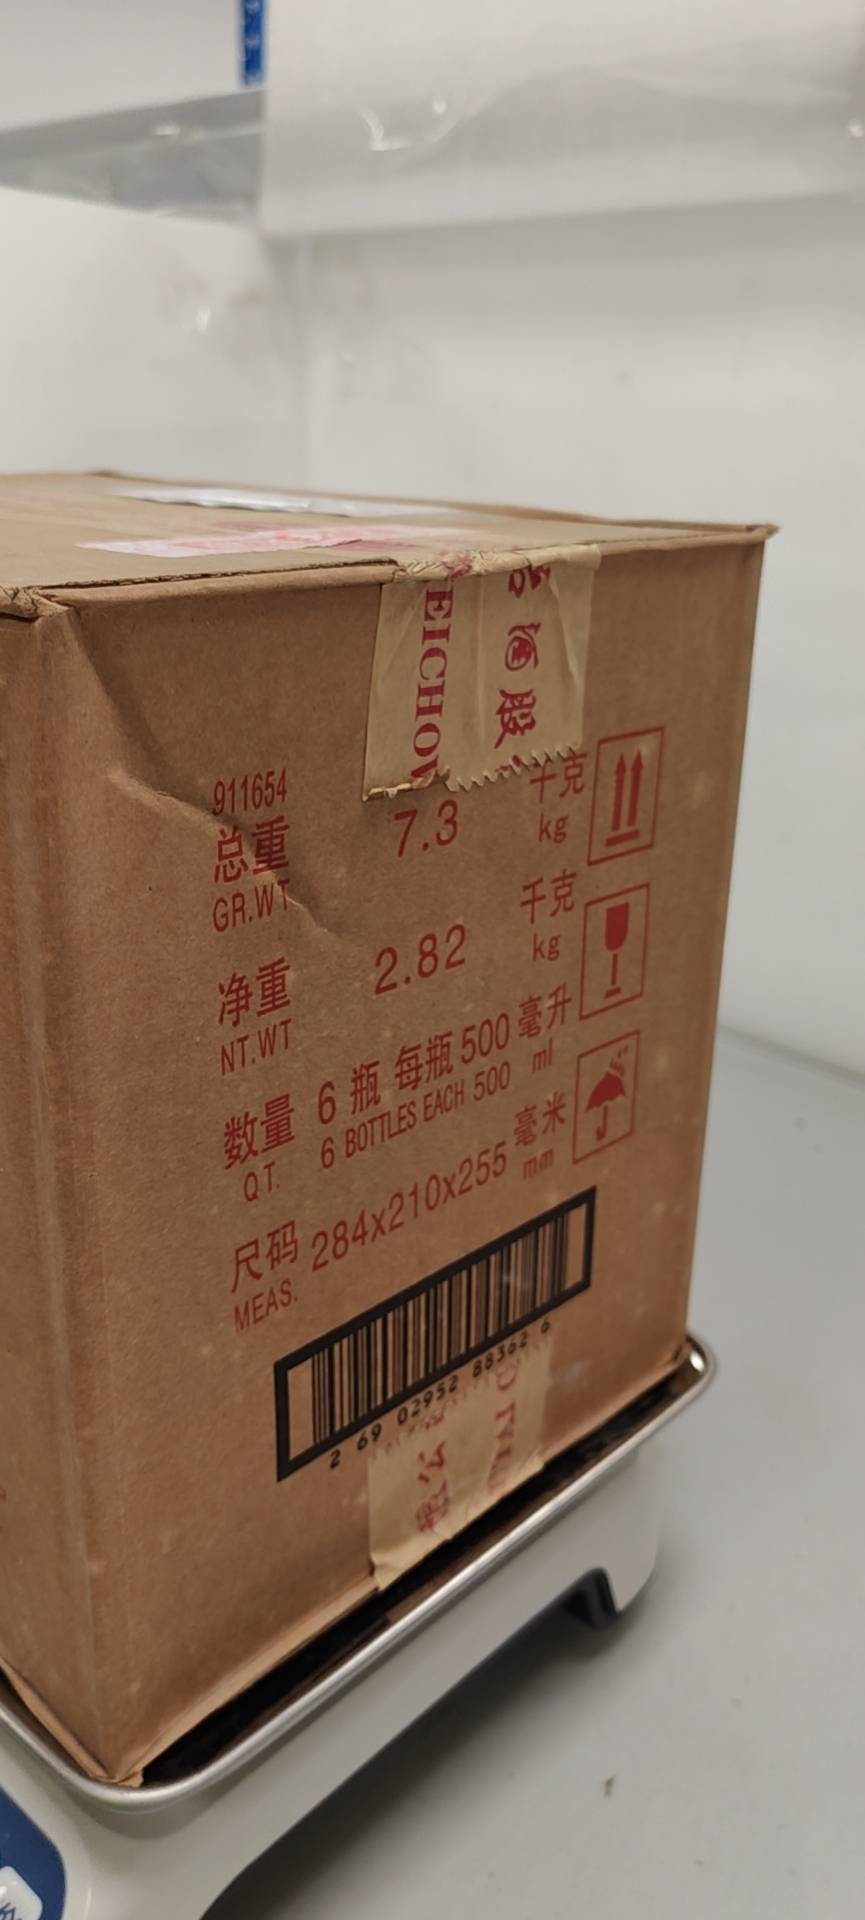 EICHOW
酒股
911654
总重 7.3 千克
GR.WT kg
净重 2.82 千克
NT.WT kg
数量 6 瓶 每瓶 500 毫升
QT. 6 BOTTLES EACH 500 ml
尺码 284x210x255 毫米
MEAS. mm
2 69 02952 88362 6